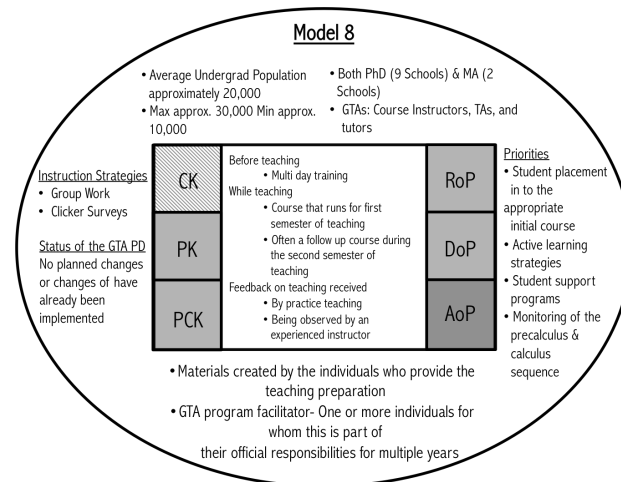 Model 8
• Average Undergrad Population
approximately 20,000
• Max approx. 30,000 Min approx.
10,000
• Both PhD (9 Schools) & MA (2
Schools)
• GTAs: Course Instructors, TAs, and
tutors
Instruction Strategies
• Group Work
• Clicker Surveys
Status of the GTA PD
No planned changes
or changes of have
already been
implemented
CK
PK
PCK
Before teaching
• Multi day training
While teaching
• Course that runs for first
semester of teaching
• Often a follow up course during
the second semester of
teaching
Feedback on teaching received
• By practice teaching
• Being observed by an
experienced instructor
RoP
DoP
AoP
Priorities
• Student placement
in to the
appropriate
initial course
• Active learning
strategies
• Student support
programs
• Monitoring of the
precalculus &
calculus
sequence
• Materials created by the individuals who provide the
teaching preparation
• GTA program facilitator- One or more individuals for
whom this is part of
their official responsibilities for multiple years